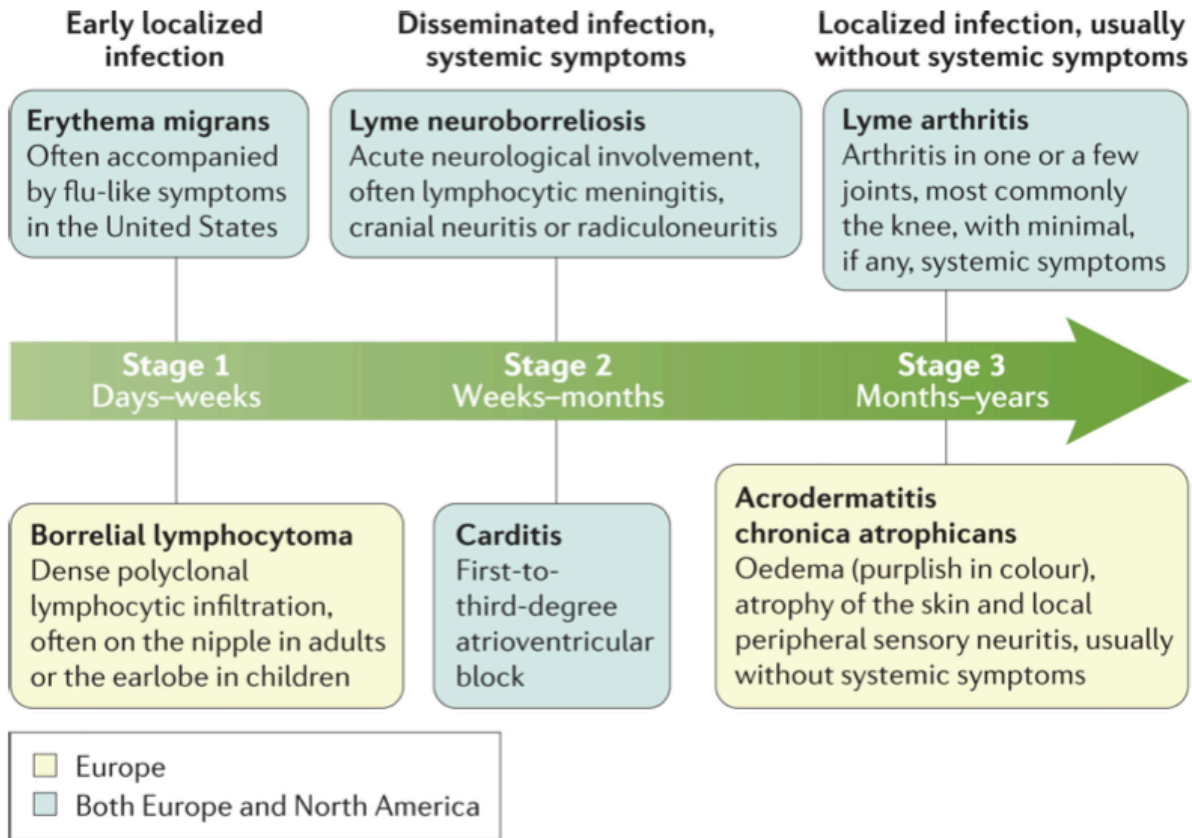 Early localized
infection
Disseminated infection,
systemic symptoms
Localized infection, usually
without systemic symptoms
Erythema migrans
Often accompanied
by flu-like symptoms
in the United States
Lyme neuroborreliosis
Acute neurological involvement,
often lymphocytic meningitis,
cranial neuritis or radiculoneuritis
Lyme arthritis
Arthritis in one or a few
joints, most commonly
the knee, with minimal,
if any, systemic symptoms
Stage 1
Days–weeks
Stage 2
Weeks–months
Stage 3
Months–years
Borrelial lymphocytoma
Dense polyclonal
lymphocytic infiltration,
often on the nipple in adults
or the earlobe in children
Carditis
First-to-
third-degree
atrioventricular
block
Acrodermatitis
chronica atrophicans
Oedema (purplish in colour),
atrophy of the skin and local
peripheral sensory neuritis, usually
without systemic symptoms
Europe
Both Europe and North America